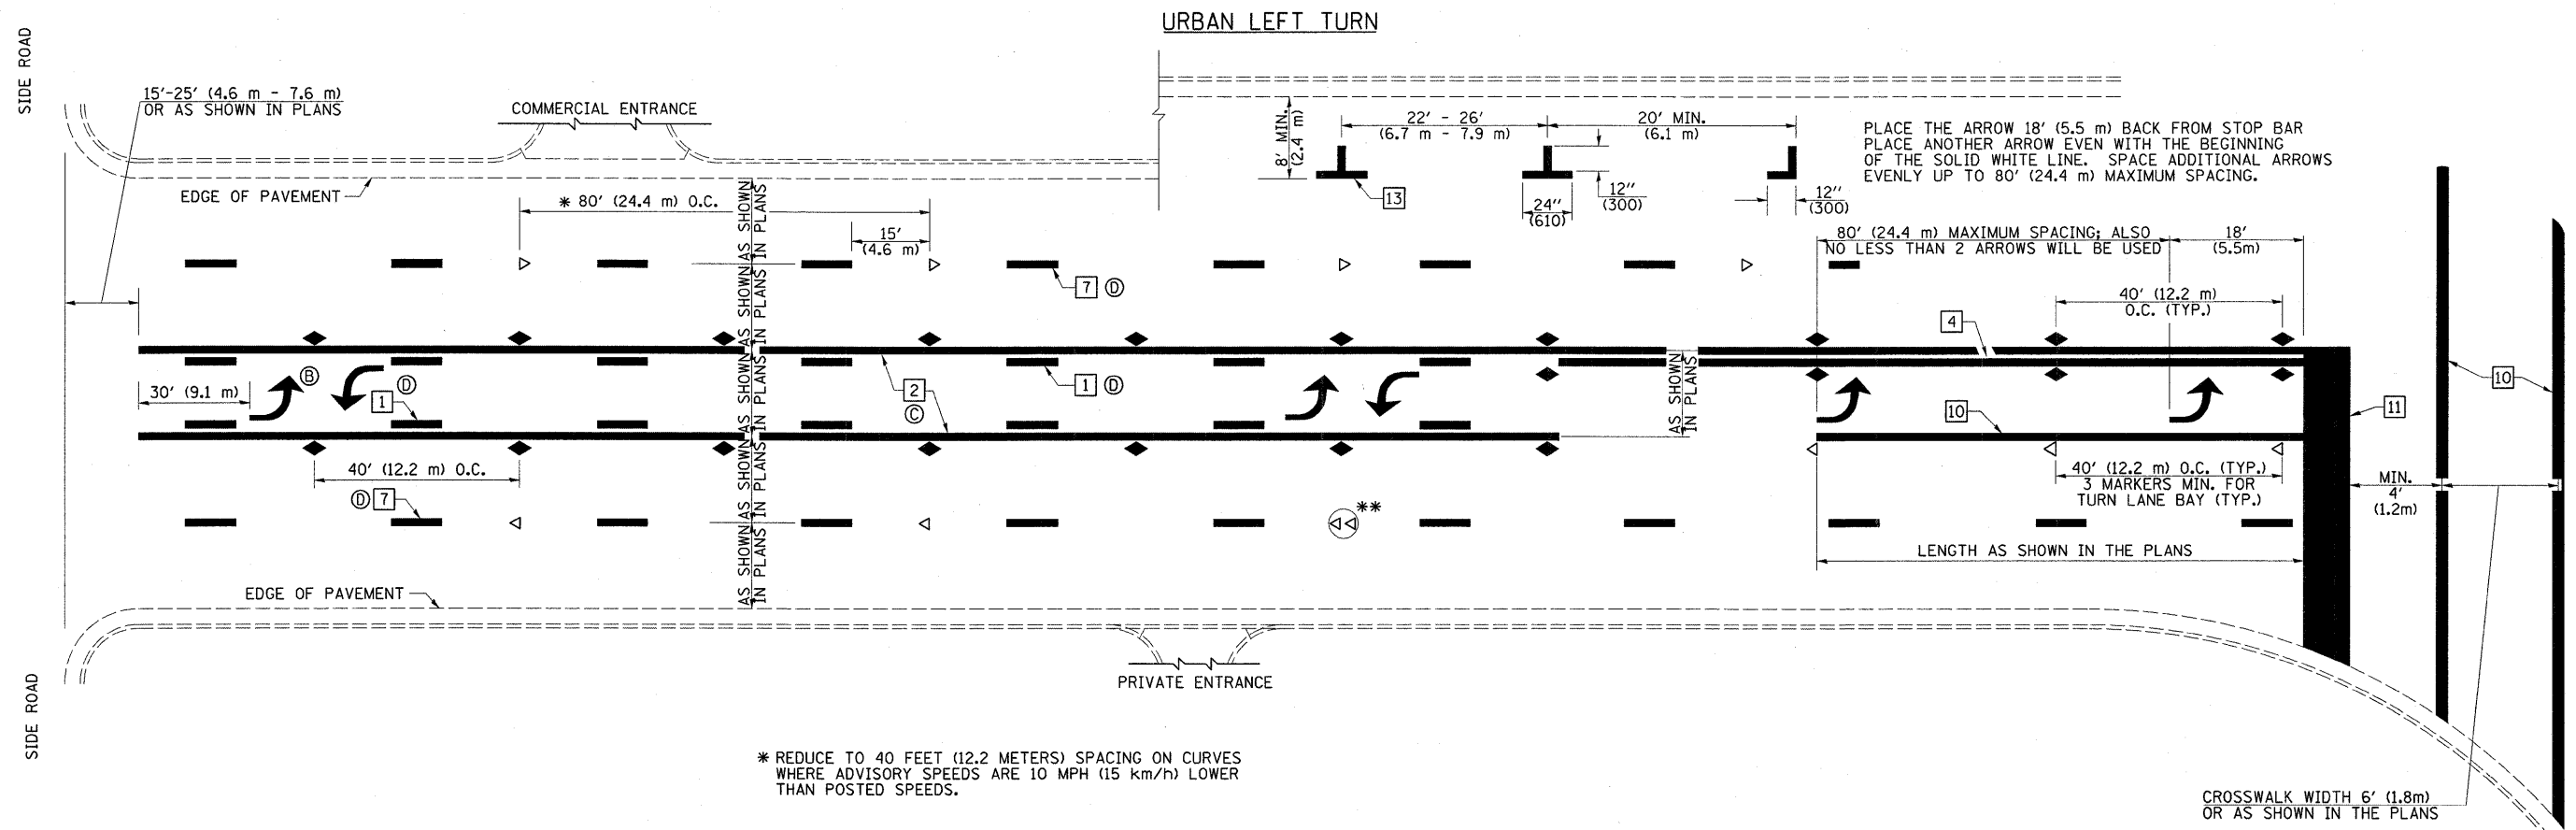 URBAN LEFT TURN
SIDE ROAD
15'-25' (4.6 m - 7.6 m)
OR AS SHOWN IN PLANS
COMMERCIAL ENTRANCE
EDGE OF PAVEMENT
* 80' (24.4 m) O.C.
15'
(4.6 m)
8' MIN.
(2.4 m)
22' - 26'
(6.7 m - 7.9 m)
20' MIN.
(6.1 m)
13
24"
(610)
12"
(300)
12"
(300)
PLACE THE ARROW 18' (5.5 m) BACK FROM STOP BAR
PLACE ANOTHER ARROW EVEN WITH THE BEGINNING
OF THE SOLID WHITE LINE. SPACE ADDITIONAL ARROWS
EVENLY UP TO 80' (24.4 m) MAXIMUM SPACING.
80' (24.4 m) MAXIMUM SPACING; ALSO
NO LESS THAN 2 ARROWS WILL BE USED
18'
(5.5m)
AS SHOWN
IN PLANS
AS SHOWN
IN PLANS
AS SHOWN
IN PLANS
AS SHOWN
IN PLANS
AS SHOWN
IN PLANS
7 D
40' (12.2 m)
O.C. (TYP.)
4
B
D
30' (9.1 m)
1
2
C
1 D
AS SHOWN
IN PLANS
10
11
10
40' (12.2 m) O.C.
D 7
**
40' (12.2 m) O.C. (TYP.)
3 MARKERS MIN. FOR
TURN LANE BAY (TYP.)
MIN.
4'
(1.2m)
LENGTH AS SHOWN IN THE PLANS
EDGE OF PAVEMENT
PRIVATE ENTRANCE
SIDE ROAD
* REDUCE TO 40 FEET (12.2 METERS) SPACING ON CURVES
WHERE ADVISORY SPEEDS ARE 10 MPH (15 km/h) LOWER
THAN POSTED SPEEDS.
CROSSWALK WIDTH 6' (1.8m)
OR AS SHOWN IN THE PLANS